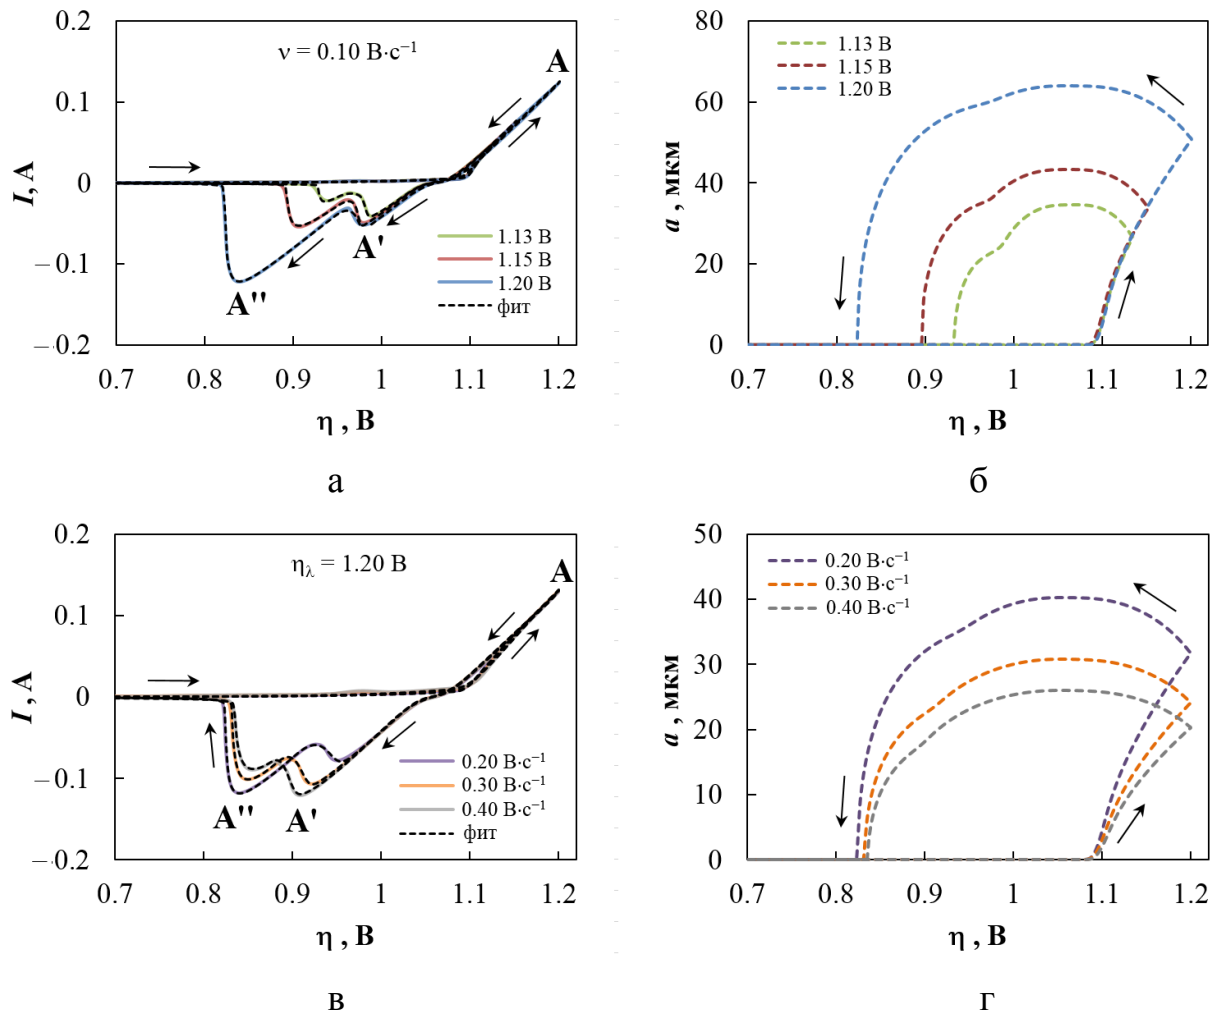 0.2
0.1
0
−0.1
−0.2
I, А
ν = 0.10 В·с⁻¹
A
A'
A''
1.13 В
1.15 В
1.20 В
фит
0.7 0.8 0.9 1 1.1 1.2
η , В
а
80
60
40
20
0
a , мкм
1.13 В
1.15 В
1.20 В
0.7 0.8 0.9 1 1.1 1.2
η , В
б
0.2
0.1
0
−0.1
−0.2
I, А
η_λ = 1.20 В
A
A'' A'
0.20 В·с⁻¹
0.30 В·с⁻¹
0.40 В·с⁻¹
фит
0.7 0.8 0.9 1 1.1 1.2
η , В
в
50
40
30
20
10
0
a , мкм
0.20 В·с⁻¹
0.30 В·с⁻¹
0.40 В·с⁻¹
0.7 0.8 0.9 1 1.1 1.2
η , В
г